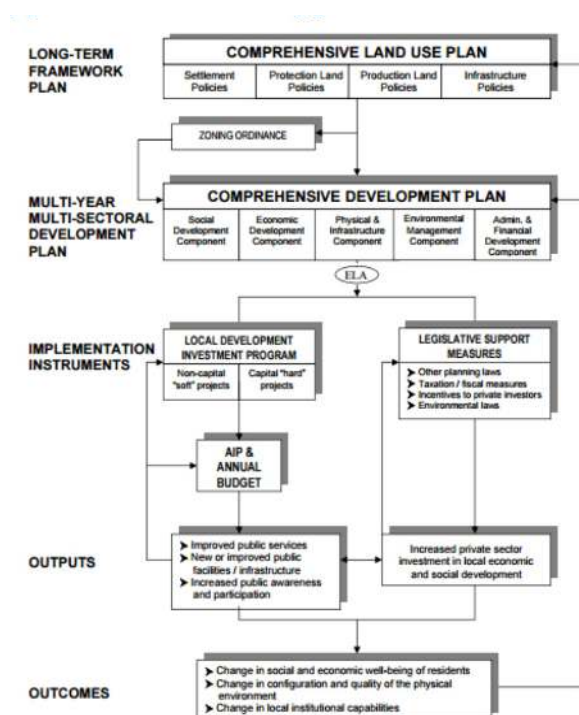 LONG-TERM
FRAMEWORK
PLAN
COMPREHENSIVE LAND USE PLAN
Settlement
Policies
Protection Land
Policies
Production Land
Policies
Infrastructure
Policies
ZONING ORDINANCE
MULTI-YEAR
MULTI-SECTORAL
DEVELOPMENT
PLAN
COMPREHENSIVE DEVELOPMENT PLAN
Social
Development
Component
Economic
Development
Component
Physical &
Infrastructure
Component
Environmental
Management
Component
Admin. &
Financial
Development
Component
ELA
IMPLEMENTATION
INSTRUMENTS
LOCAL DEVELOPMENT
INVESTMENT PROGRAM
Non-capital
"soft" projects
Capital "hard"
projects
LEGISLATIVE SUPPORT
MEASURES
➤ Other planning laws
➤ Taxation / fiscal measures
➤ Incentives to private investors
➤ Environmental laws
AIP &
ANNUAL
BUDGET
OUTPUTS
➤ Improved public services
➤ New or improved public
facilities / infrastructure
➤ Increased public awareness
and participation
Increased private sector
investment in local economic
and social development
OUTCOMES
➤ Change in social and economic well-being of residents
➤ Change in configuration and quality of the physical
environment
➤ Change in local institutional capabilities